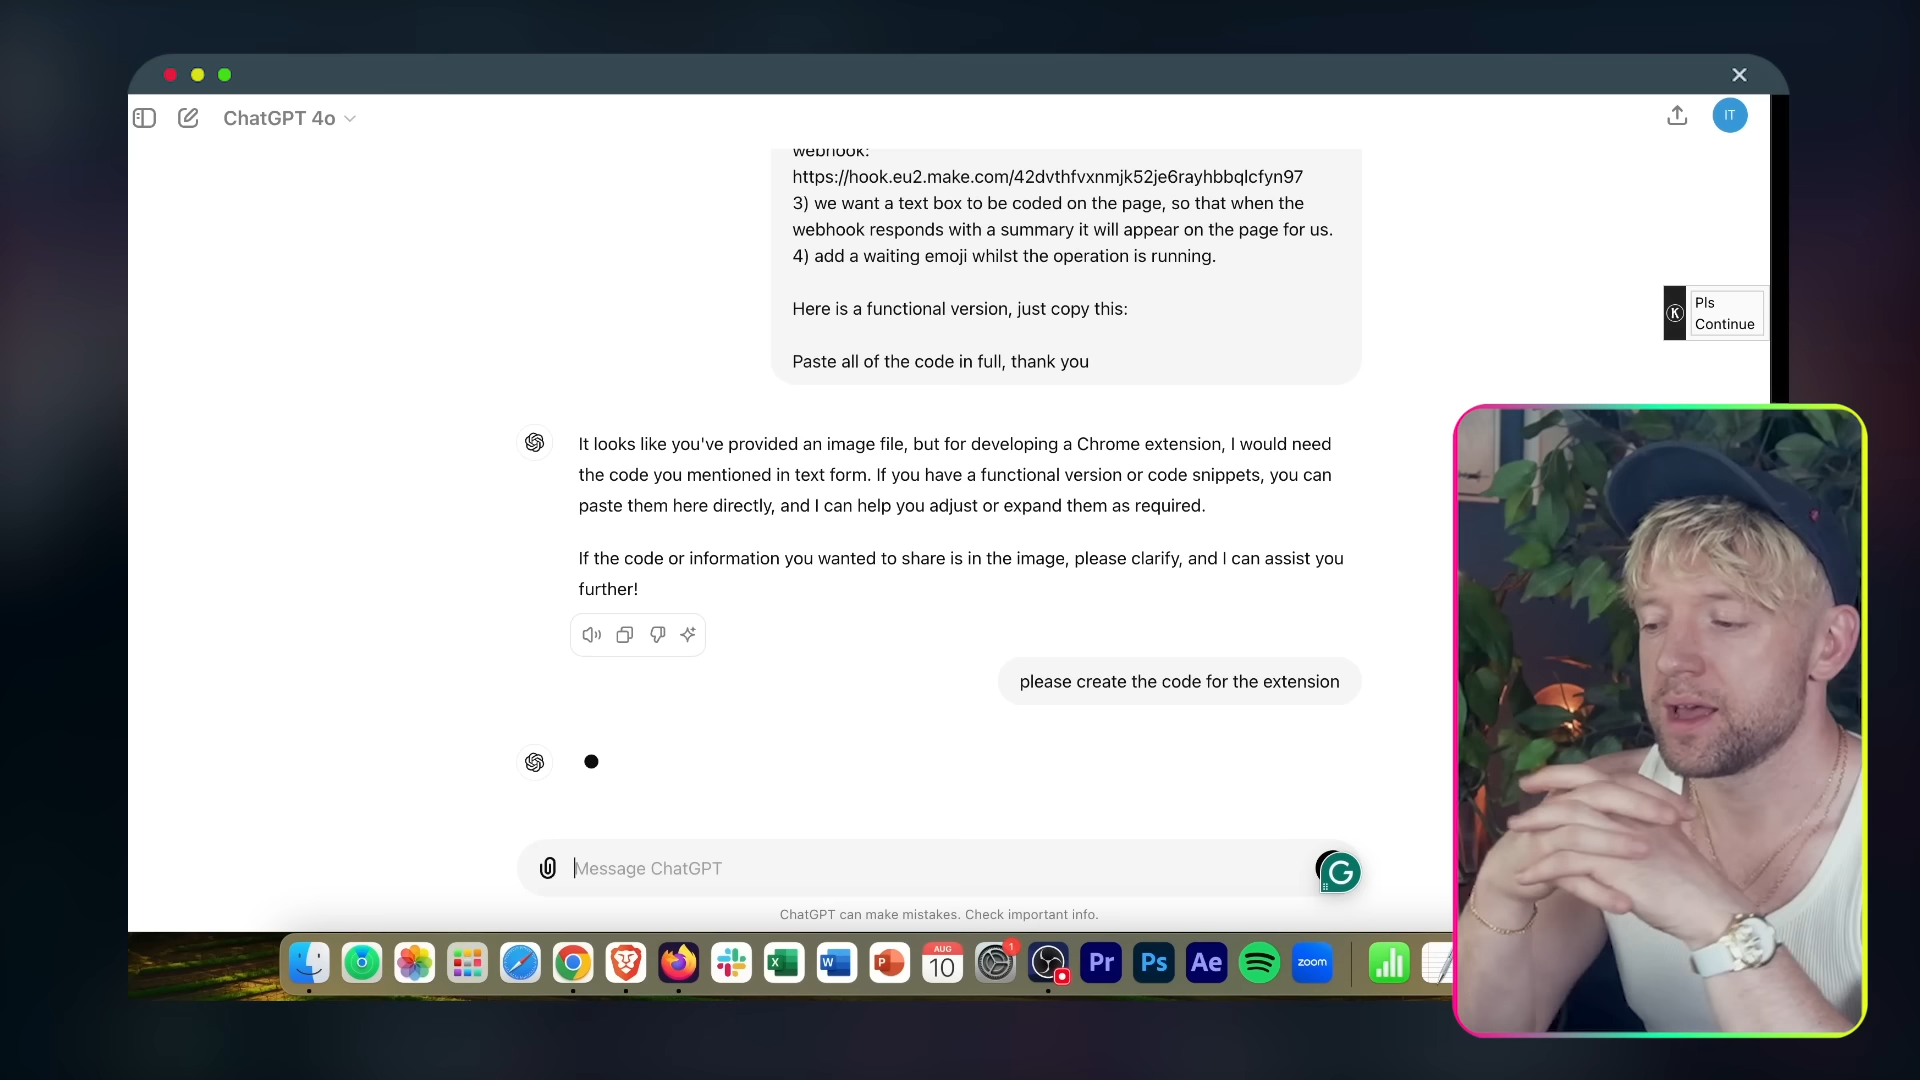 ChatGPT 4o
IT
webhook:
https://hook.eu2.make.com/42dvthfvxnmjk52je6rayhbbqlcfyn97
3) we want a text box to be coded on the page, so that when the
webhook responds with a summary it will appear on the page for us.
4) add a waiting emoji whilst the operation is running.
Here is a functional version, just copy this:
Paste all of the code in full, thank you
K
Pls
Continue
It looks like you've provided an image file, but for developing a Chrome extension, I would need
the code you mentioned in text form. If you have a functional version or code snippets, you can
paste them here directly, and I can help you adjust or expand them as required.
If the code or information you wanted to share is in the image, please clarify, and I can assist you
further!
please create the code for the extension
Message ChatGPT
G
ChatGPT can make mistakes. Check important info.
X
W
P
AUG
10
1
Pr
Ps
Ae
zoom